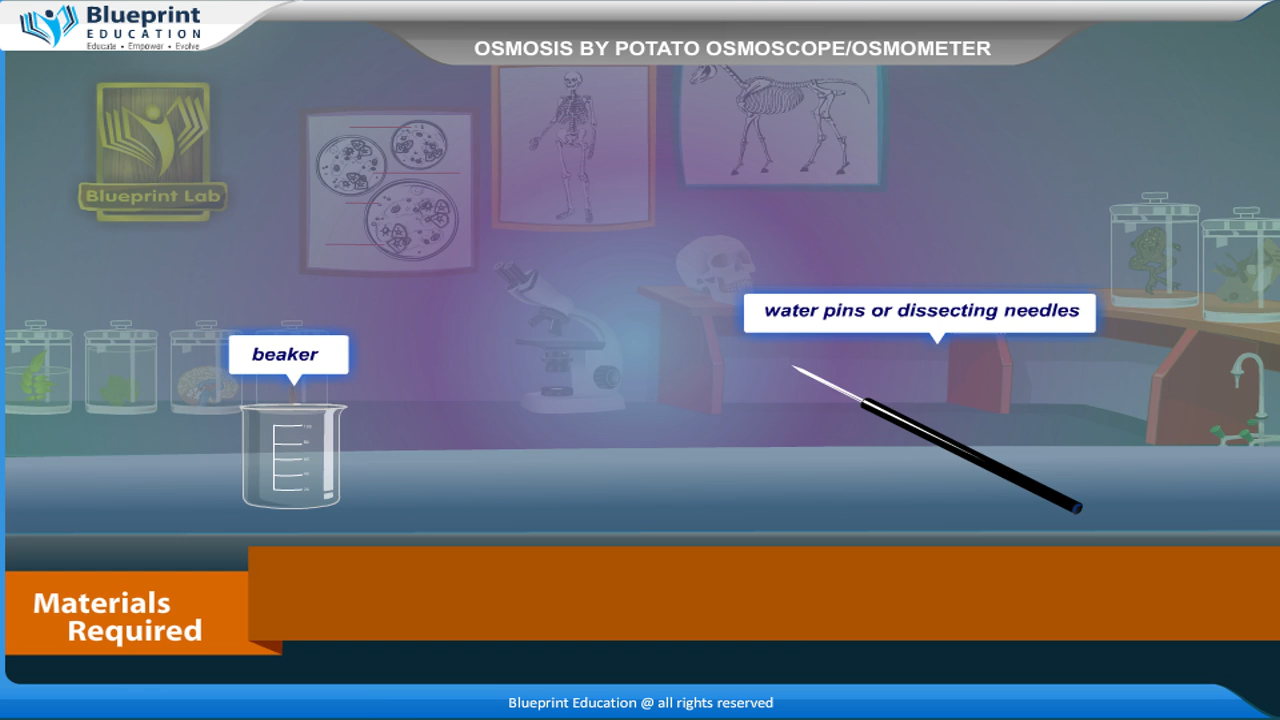 Blueprint
EDUCATION
Educate • Empower • Evolve
OSMOSIS BY POTATO OSMOSCOPE/OSMOMETER
Blueprint Lab
water pins or dissecting needles
beaker
Materials
Required
Blueprint Education @ all rights reserved